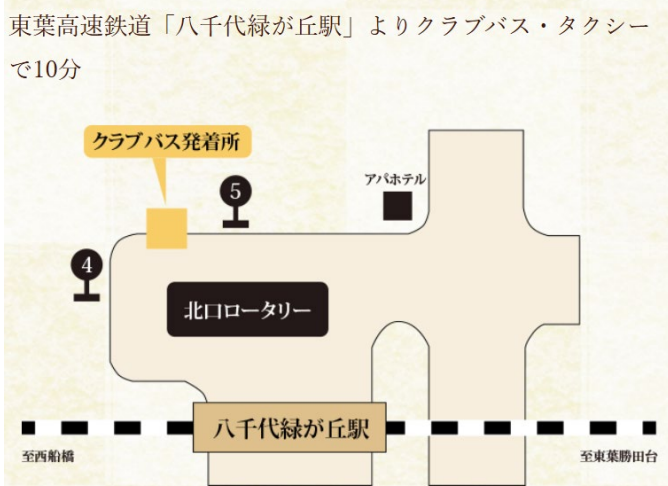 東葉高速鉄道「八千代緑が丘駅」よりクラブバス・タクシー
で10分
クラブバス発着所
5
アパホテル
4
北口ロータリー
八千代緑が丘駅
至西船橋
至東葉勝田台